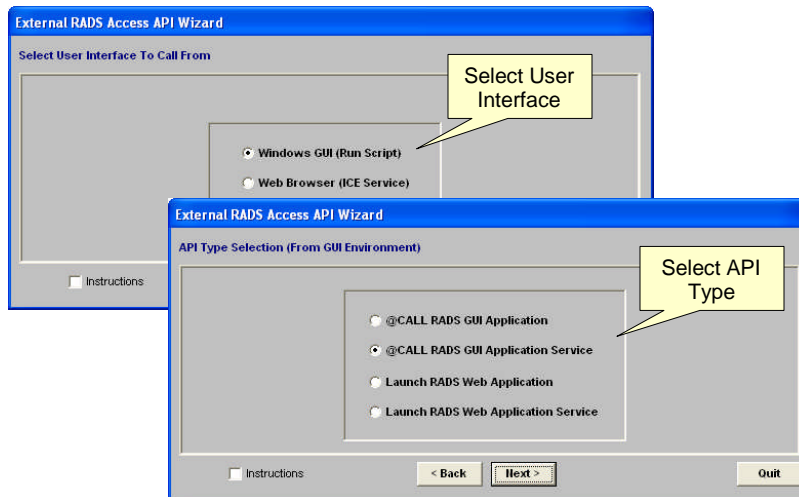 External RADS Access API Wizard
Select User Interface To Call From
Select User
Interface
Windows GUI (Run Script)
Web Browser (ICE Service)
Instructions
External RADS Access API Wizard
API Type Selection (From GUI Environment)
Select API
Type
@CALL RADS GUI Application
@CALL RADS GUI Application Service
Launch RADS Web Application
Launch RADS Web Application Service
Instructions
< Back
Next >
Quit